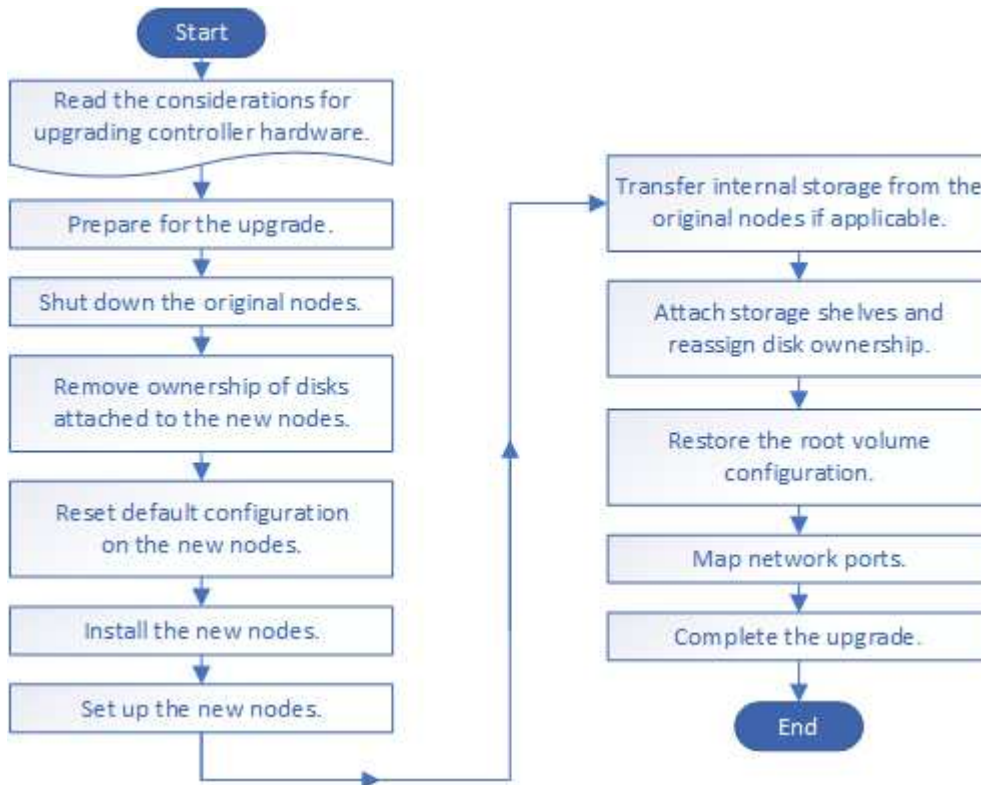 Start
Read the considerations for
upgrading controller hardware.
Prepare for the upgrade.
Shut down the original nodes.
Remove ownership of disks
attached to the new nodes.
Reset default configuration
on the new nodes.
Install the new nodes.
Set up the new nodes.
Transfer internal storage from the
original nodes if applicable.
Attach storage shelves and
reassign disk ownership.
Restore the root volume
configuration.
Map network ports.
Complete the upgrade.
End